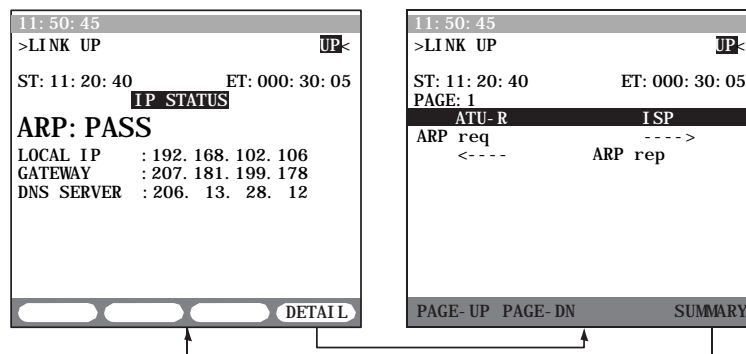 11:50:45
>LINK UP UP<
ST:11:20:40 ET:000:30:05
IP STATUS
ARP:PASS
LOCAL IP :192.168.102.106
GATEWAY :207.181.199.178
DNS SERVER :206. 13. 28. 12
DETAIL
11:50:45
>LINK UP UP<
ST:11:20:40 ET:000:30:05
PAGE:1
ATU-R ISP
ARP req ---->
<---- ARP rep
PAGE-UP PAGE-DN SUMMARY